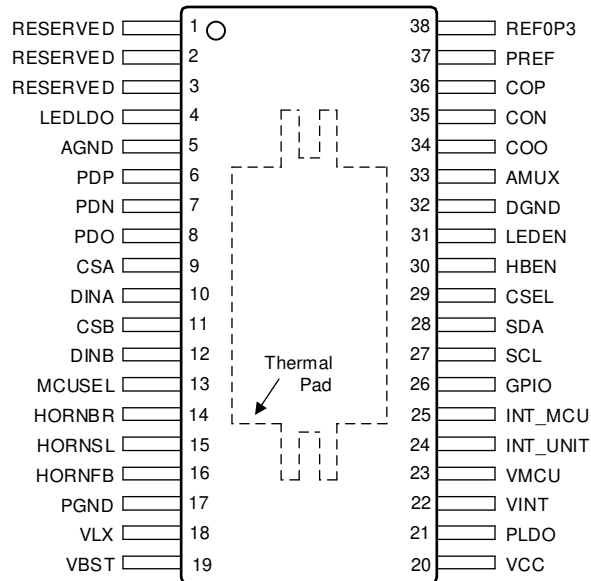 RESERVED 1 38 REF0P3
RESERVED 2 37 PREF
RESERVED 3 36 COP
LEDLDO 4 35 CON
AGND 5 34 COO
PDP 6 33 AMUX
PDN 7 32 DGND
PDO 8 31 LEDEN
CSA 9 30 HBEN
DINA 10 29 CSEL
CSB 11 28 SDA
DINB 12 27 SCL
Thermal
Pad
MCUSEL 13 26 GPIO
HORNBR 14 25 INT_MCU
HORNSL 15 24 INT_UNIT
HORNFB 16 23 VMCU
PGND 17 22 VINT
VLX 18 21 PLDO
VBST 19 20 VCC